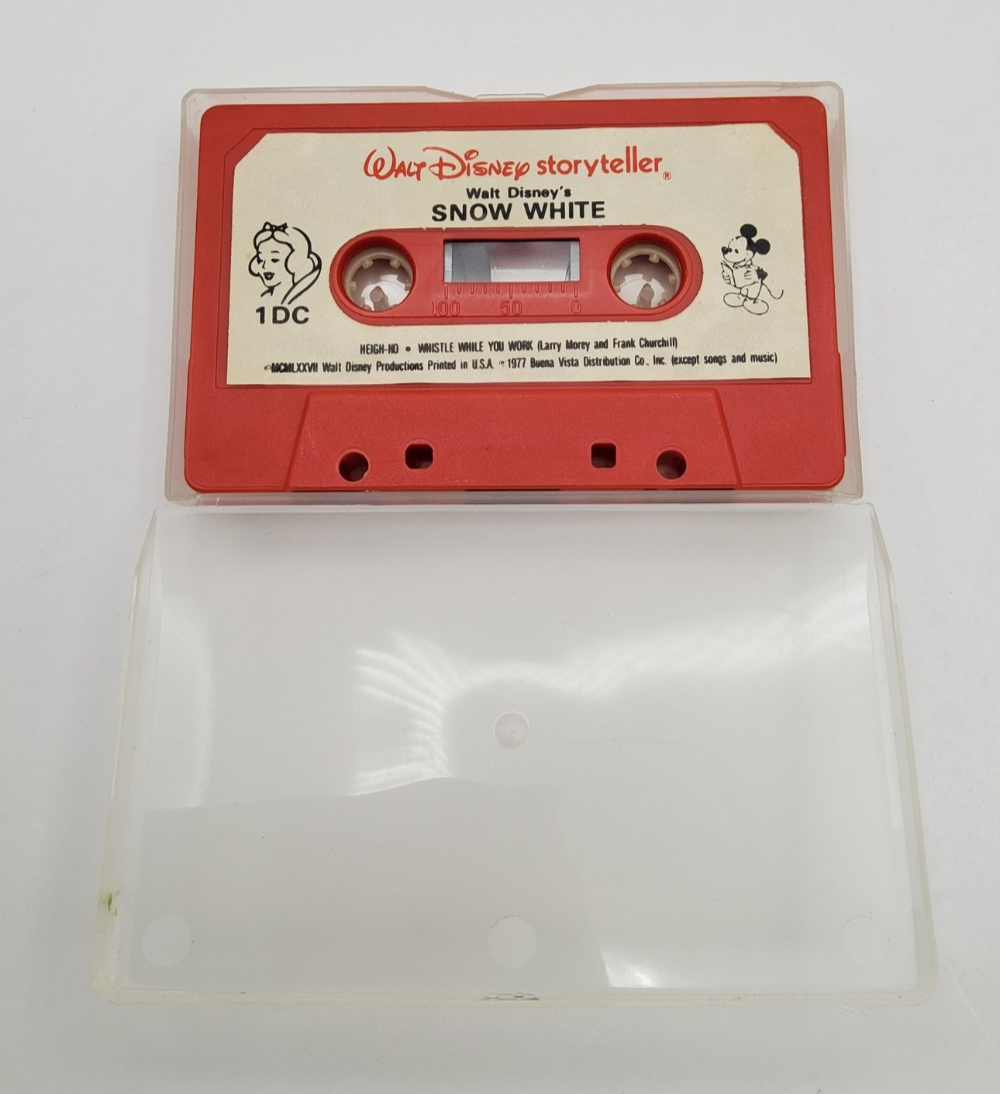 WALT DISNEY storyteller®
Walt Disney's
SNOW WHITE
1DC
100 50 0
HEIGH-HO • WHISTLE WHILE YOU WORK (Larry Morey and Frank Churchill)
©MCMLXXVII Walt Disney Productions Printed in U.S.A. ℗ 1977 Buena Vista Distribution Co., Inc. (except songs and music)